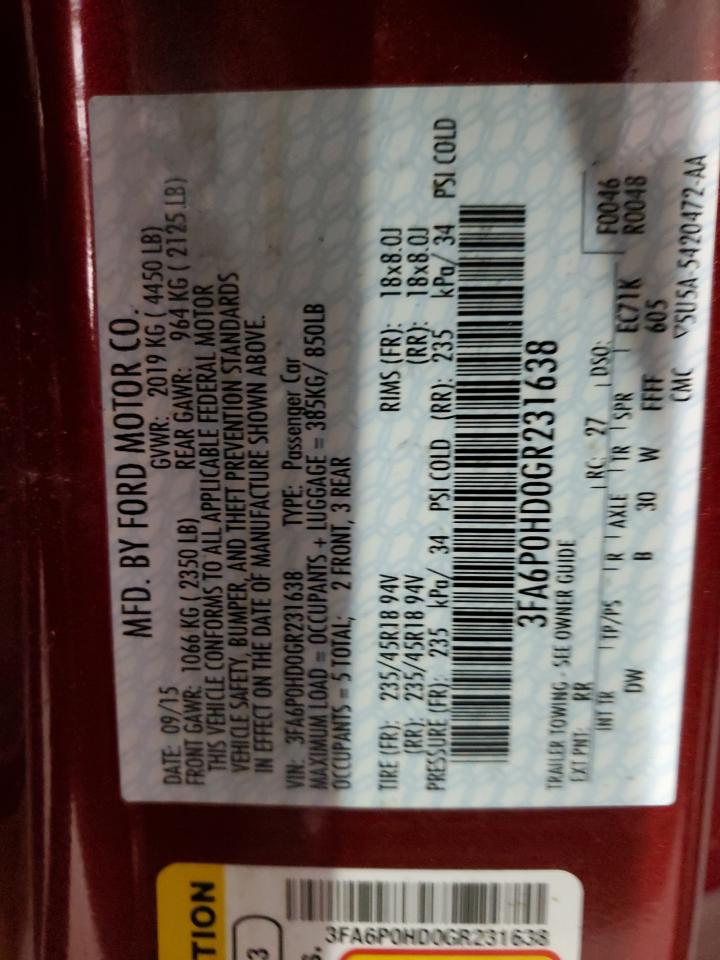 MFD. BY FORD MOTOR CO.
DATE: 09/15 GVWR: 2019 KG ( 4450 LB)
FRONT GAWR: 1066 KG ( 2350 LB) REAR GAWR: 964 KG ( 2125 LB)
THIS VEHICLE CONFORMS TO ALL APPLICABLE FEDERAL MOTOR
VEHICLE SAFETY, BUMPER, AND THEFT PREVENTION STANDARDS
IN EFFECT ON THE DATE OF MANUFACTURE SHOWN ABOVE.
VIN: 3FA6P0HD0GR231638 TYPE: Passenger Car
MAXIMUM LOAD = OCCUPANTS + LUGGAGE = 385KG/ 850LB
OCCUPANTS = 5 TOTAL; 2 FRONT, 3 REAR
TIRE (FR): 235/45R18 94V RIMS (FR): 18x8.0J
(RR): 235/45R18 94V (RR): 18x8.0J
PRESSURE (FR): 235 kPa/ 34 PSI COLD (RR): 235 kPa/ 34 PSI COLD
3FA6P0HD0GR231638
TRAILER TOWING - SEE OWNER GUIDE
EXT PNT: RR RC: 27 DSO: F0046
INT TR TP/PS R AXLE TR SPR EC71K R0048
DW B 30 W FFFF 605
CMC 5U5A-5420472-AA
TION
3
s.
3FA6P0HD0GR231638